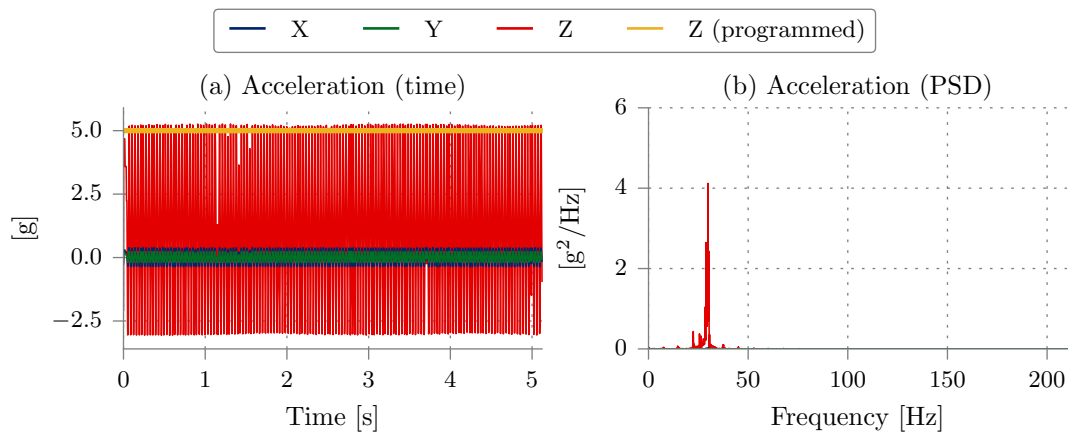 X Y Z Z (programmed)
(a) Acceleration (time)
5.0
2.5
0.0
−2.5
[g]
0 1 2 3 4 5
Time [s]
(b) Acceleration (PSD)
6
4
2
0
[g²/Hz]
0 50 100 150 200
Frequency [Hz]